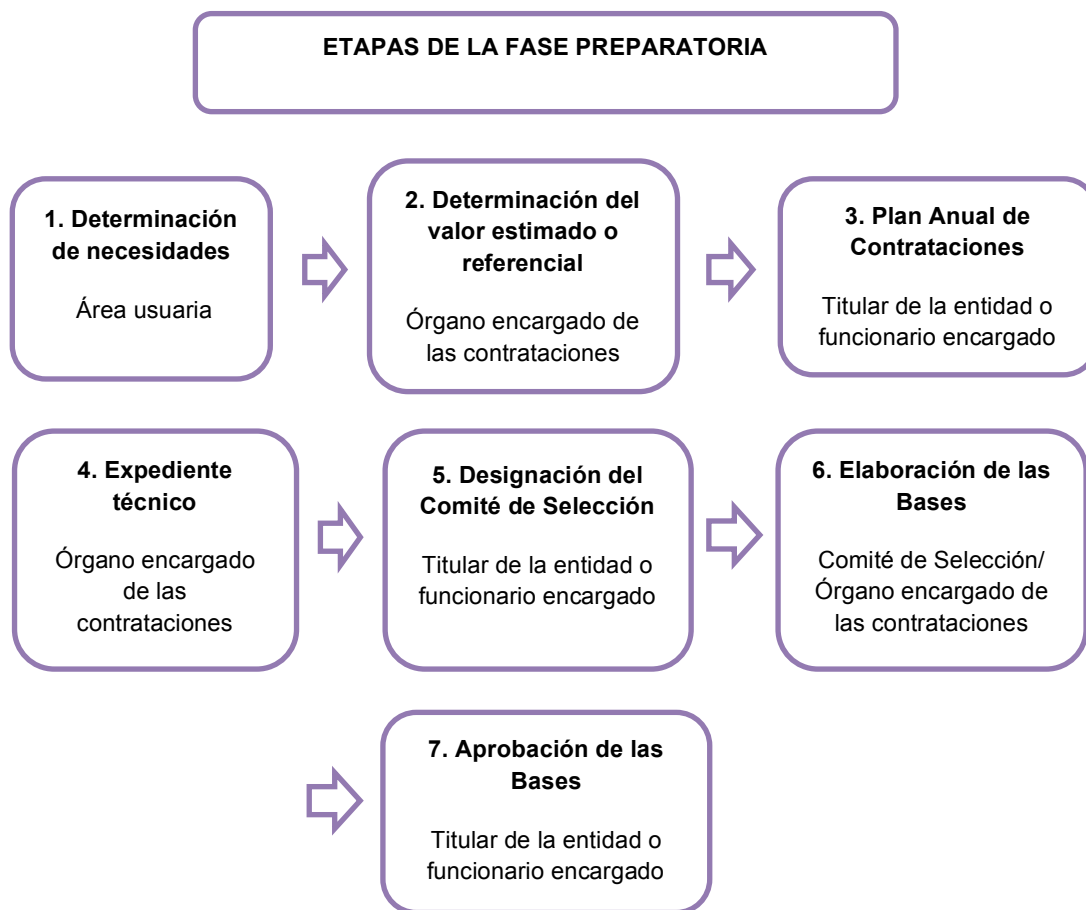 ETAPAS DE LA FASE PREPARATORIA
1. Determinación
de necesidades
Área usuaria
2. Determinación del
valor estimado o
referencial
Órgano encargado de
las contrataciones
3. Plan Anual de
Contrataciones
Titular de la entidad o
funcionario encargado
4. Expediente
técnico
Órgano encargado
de las
contrataciones
5. Designación del
Comité de Selección
Titular de la entidad o
funcionario encargado
6. Elaboración de las
Bases
Comité de Selección/
Órgano encargado de
las contrataciones
7. Aprobación de las
Bases
Titular de la entidad o
funcionario encargado